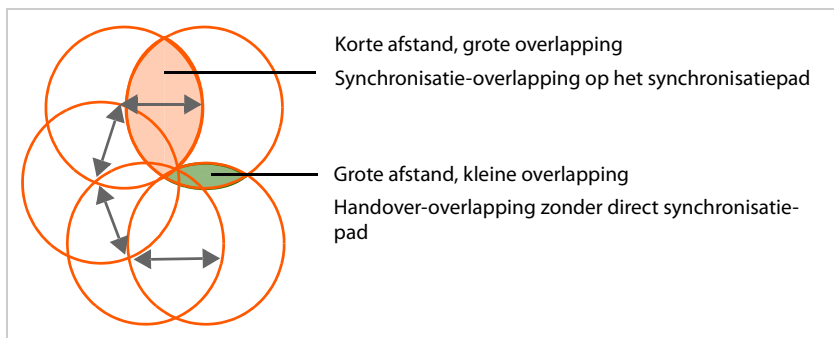 Korte afstand, grote overlapping
Synchronisatie-overlapping op het synchronisatiepad
Grote afstand, kleine overlapping
Handover-overlapping zonder direct synchronisatie-
pad